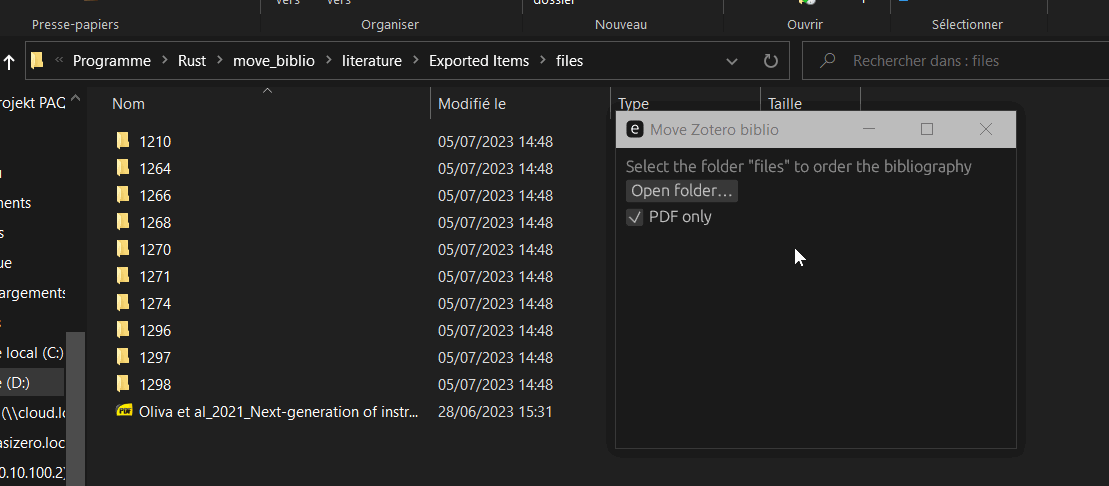 vers vers dossier
Presse-papiers Organiser Nouveau Ouvrir Sélectionner
« Programme > Rust > move_biblio > literature > Exported Items > files
Rechercher dans : files
rojekt PAQ
Nom Modifié le Type Taille
1210 05/07/2023 14:48
1264 05/07/2023 14:48
1266 05/07/2023 14:48
1268 05/07/2023 14:48
1270 05/07/2023 14:48
1271 05/07/2023 14:48
1274 05/07/2023 14:48
1296 05/07/2023 14:48
1297 05/07/2023 14:48
1298 05/07/2023 14:48
Oliva et al_2021_Next-generation of instr... 28/06/2023 15:31
ments
s
ue
argements
s
e local (C:)
e (D:)
(\\cloud.lo
asizero.loc
0.10.100.2)
e Move Zotero biblio
Select the folder "files" to order the bibliography
Open folder...
PDF only